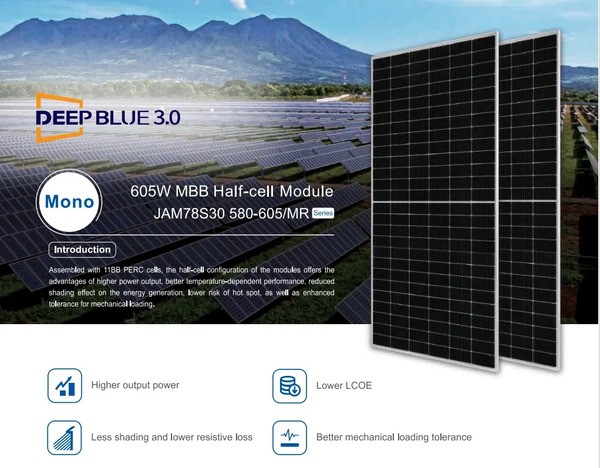 DEEP BLUE 3.0
Mono
605W MBB Half-cell Module
JAM78S30 580-605/MR Series
Introduction
Assembled with 11BB PERC cells, the half-cell configuration of the modules offers the
advantages of higher power output, better temperature-dependent performance, reduced
shading effect on the energy generation, lower risk of hot spot, as well as enhanced
tolerance for mechanical loading.
Higher output power
Lower LCOE
Less shading and lower resistive loss
Better mechanical loading tolerance